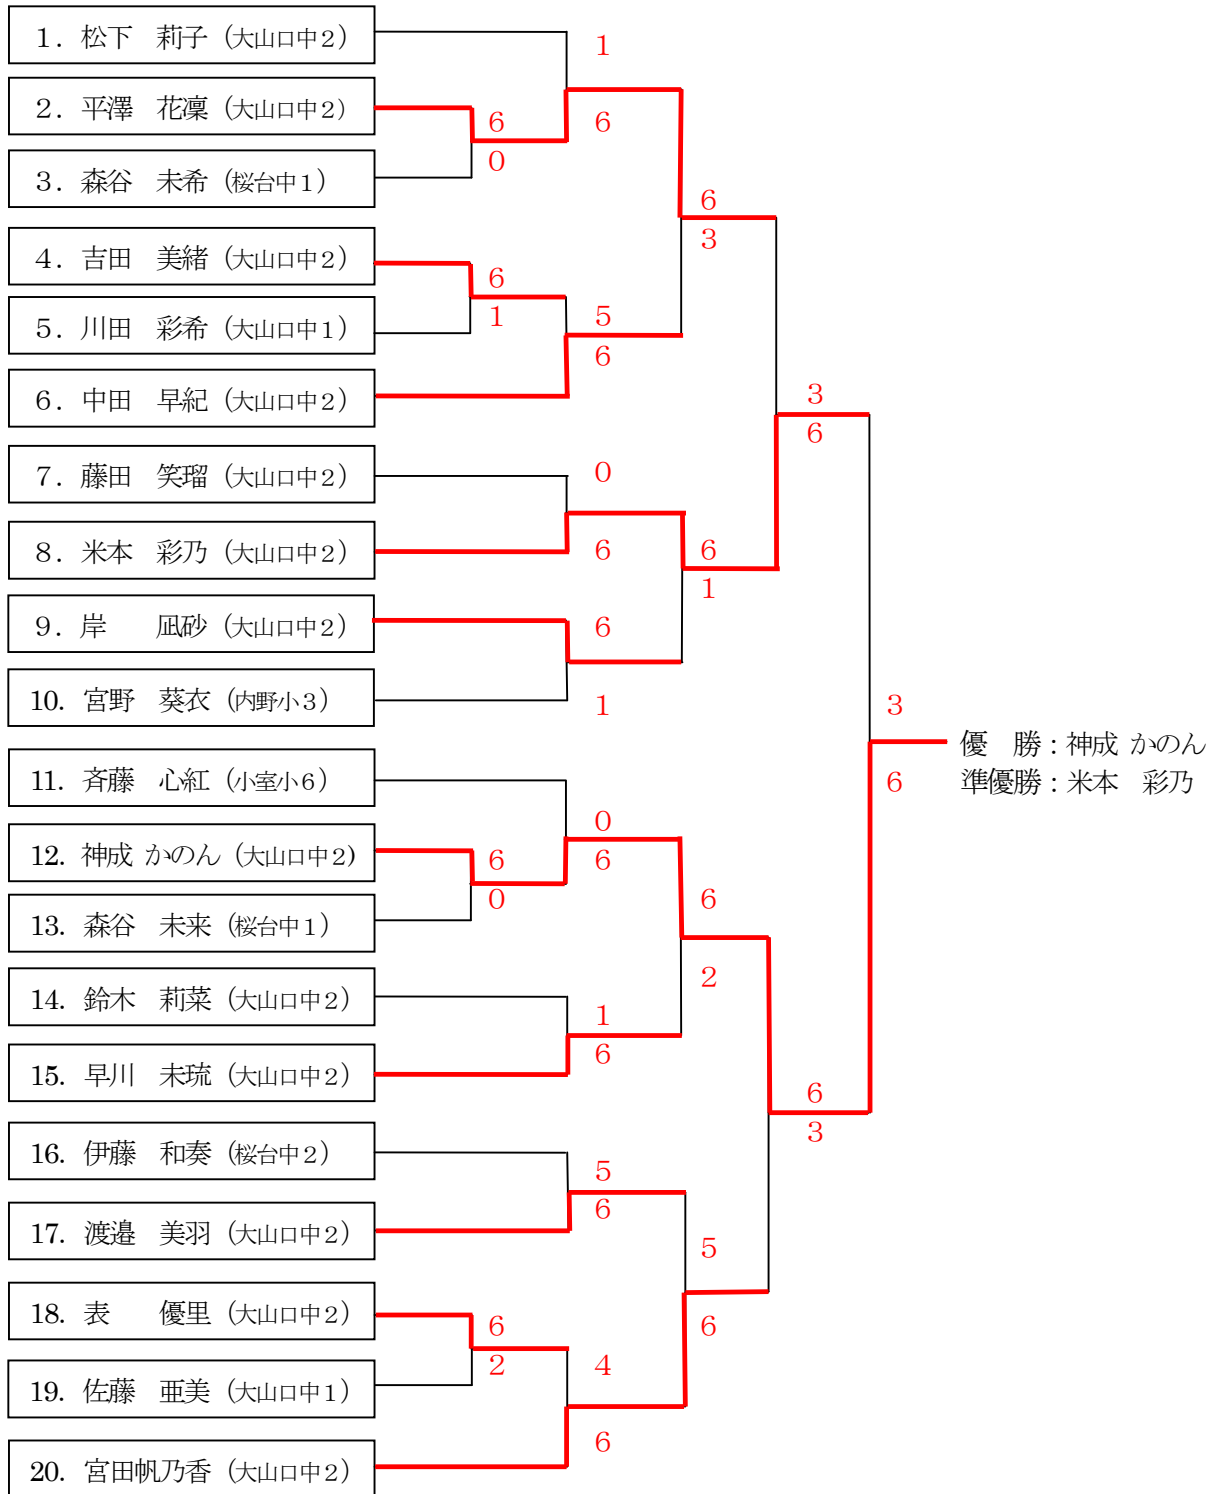 1. 松下　莉子（大山口中２）
1
2. 平澤　花凜（大山口中２）
6
6
0
3. 森谷　未希（桜台中１）
6
3
4. 吉田　美緒（大山口中２）
6
1
5. 川田　彩希（大山口中１）
5
6
6. 中田　早紀（大山口中２）
3
6
7. 藤田　笑瑠（大山口中２）
0
8. 米本　彩乃（大山口中２）
6
6
1
9. 岸　　凪砂（大山口中２）
6
10. 宮野　葵衣（内野小３）
1
3
優　勝：神成 かのん
6
準優勝：米本　彩乃
11. 斉藤　心紅（小室小６）
0
12. 神成 かのん（大山口中２）
6
6
0
6
13. 森谷　未来（桜台中１）
2
14. 鈴木　莉菜（大山口中２）
1
6
15. 早川　未琉（大山口中２）
6
3
16. 伊藤　和奏（桜台中２）
5
6
17. 渡邉　美羽（大山口中２）
5
18. 表　　優里（大山口中２）
6
6
2
4
19. 佐藤　亜美（大山口中１）
6
20. 宮田帆乃香（大山口中２）